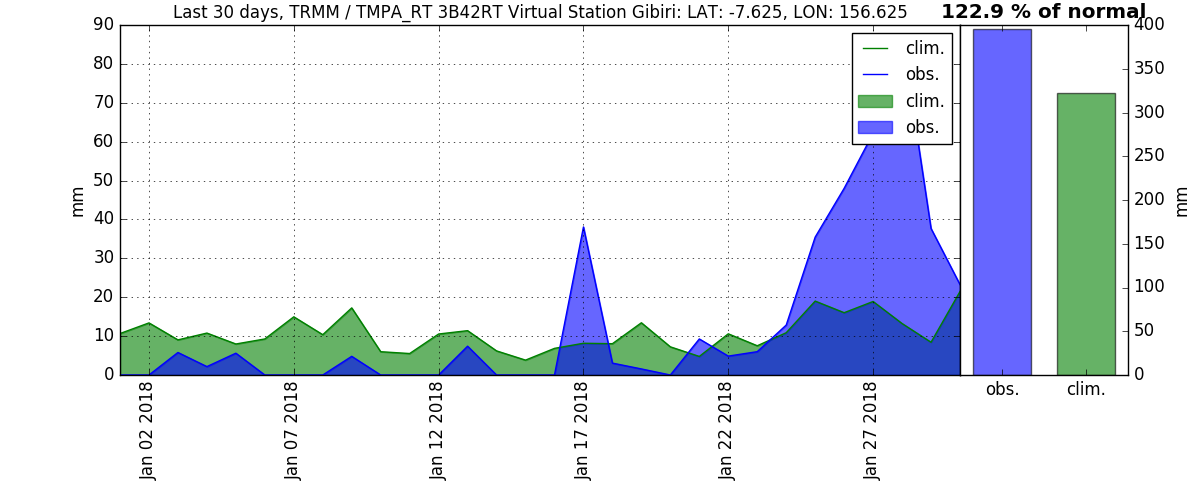 Last 30 days, TRMM / TMPA_RT 3B42RT Virtual Station Gibiri: LAT: -7.625, LON: 156.625
122.9 % of normal
90
80
70
60
50
40
30
20
10
0
mm
clim.
obs.
clim.
obs.
Jan 02 2018
Jan 07 2018
Jan 12 2018
Jan 17 2018
Jan 22 2018
Jan 27 2018
400
350
300
250
200
150
100
50
0
mm
obs.
clim.